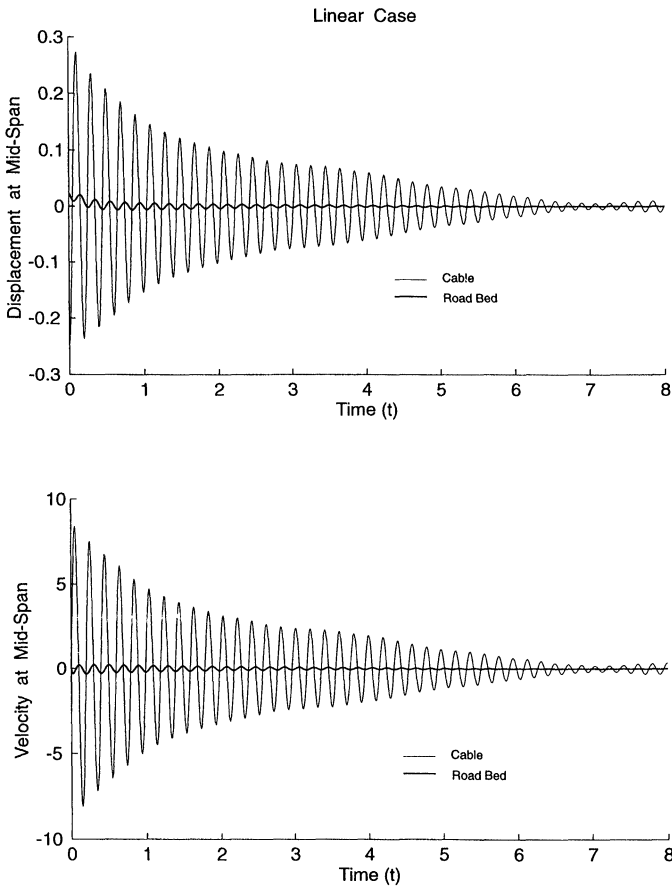 Linear Case
Displacement at Mid-Span
0.3
0.2
0.1
0
-0.1
-0.2
-0.3
Cable
Road Bed
0 1 2 3 4 5 6 7 8
Time (t)
Velocity at Mid-Span
10
5
0
-5
-10
Cable
Road Bed
0 1 2 3 4 5 6 7 8
Time (t)